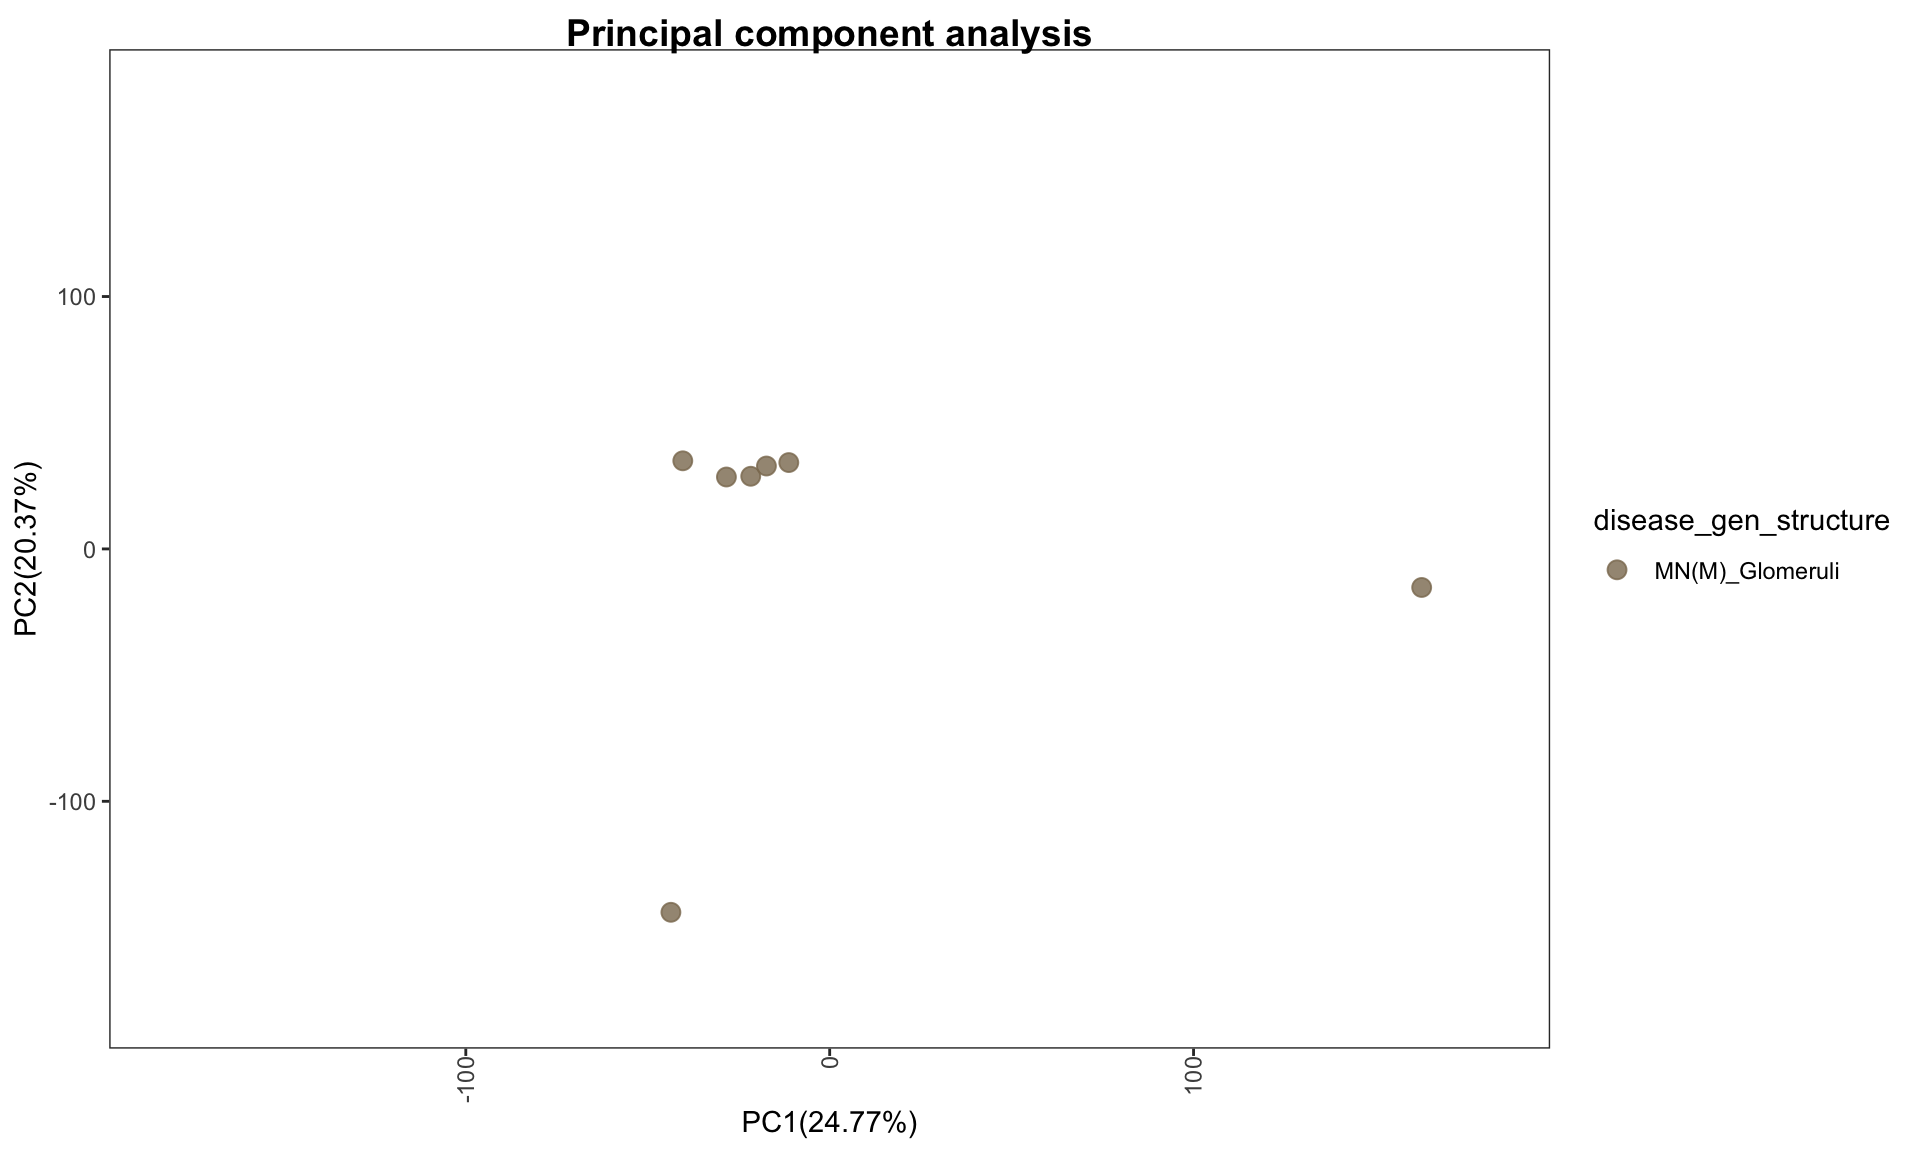 Principal component analysis
100
0
-100
PC2(20.37%)
-100
0
100
PC1(24.77%)
disease_gen_structure
MN(M)_Glomeruli